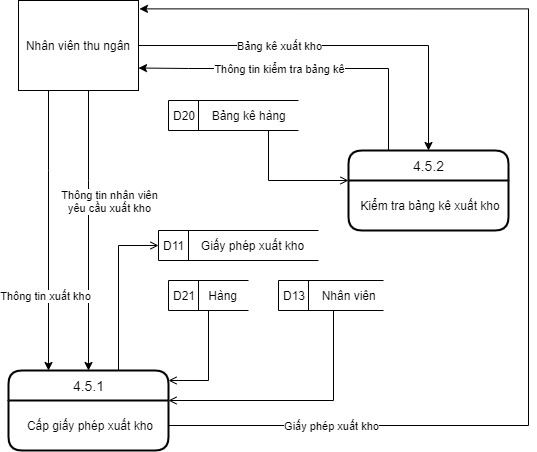 Nhân viên thu ngân
Bảng kê xuất kho
Thông tin kiểm tra bảng kê
D20 Bảng kê hàng
4.5.2
Kiểm tra bảng kê xuất kho
Thông tin nhân viên
yêu cầu xuất kho
D11 Giấy phép xuất kho
Thông tin xuất kho
D21 Hàng
D13 Nhân viên
4.5.1
Cấp giấy phép xuất kho
Giấy phép xuất kho